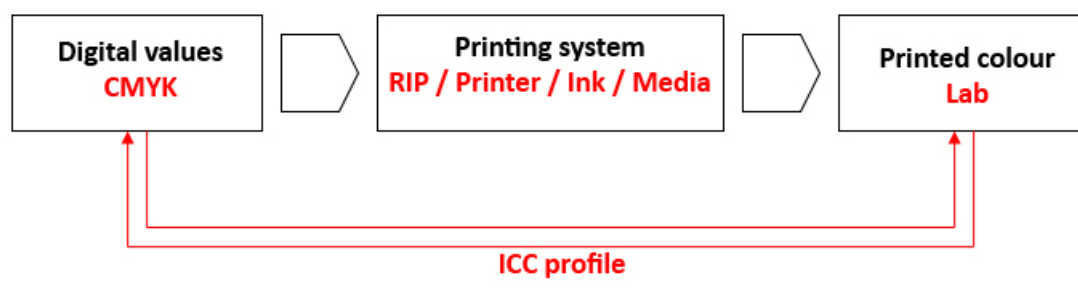 Digital values
CMYK
Printing system
RIP / Printer / Ink / Media
Printed colour
Lab
ICC profile